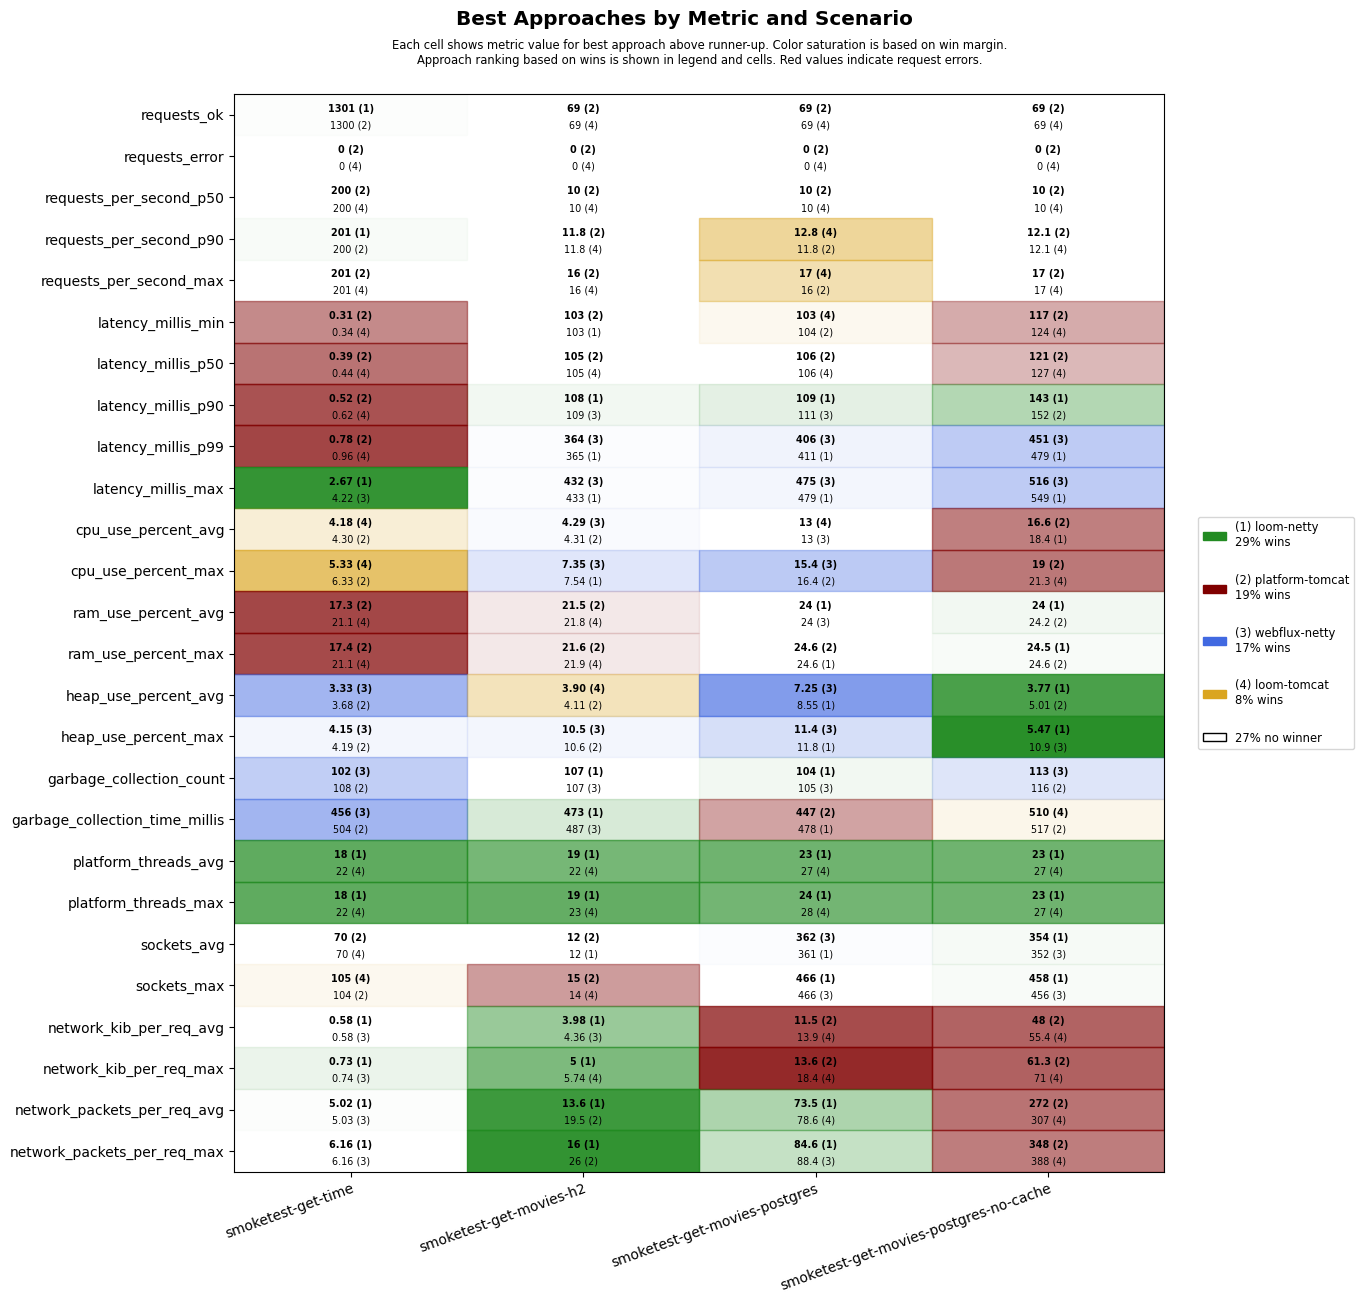 Best Approaches by Metric and Scenario
Each cell shows metric value for best approach above runner-up. Color saturation is based on win margin.
Approach ranking based on wins is shown in legend and cells. Red values indicate request errors.
requests_ok
1301 (1) 69 (2) 69 (2) 69 (2)
1300 (2) 69 (4) 69 (4) 69 (4)
requests_error
0 (2) 0 (2) 0 (2) 0 (2)
0 (4) 0 (4) 0 (4) 0 (4)
requests_per_second_p50
200 (2) 10 (2) 10 (2) 10 (2)
200 (4) 10 (4) 10 (4) 10 (4)
requests_per_second_p90
201 (1) 11.8 (2) 12.8 (4) 12.1 (2)
200 (2) 11.8 (4) 11.8 (2) 12.1 (4)
requests_per_second_max
201 (2) 16 (2) 17 (4) 17 (2)
201 (4) 16 (4) 16 (2) 17 (4)
latency_millis_min
0.31 (2) 103 (2) 103 (4) 117 (2)
0.34 (4) 103 (1) 104 (2) 124 (4)
latency_millis_p50
0.39 (2) 105 (2) 106 (2) 121 (2)
0.44 (4) 105 (4) 106 (4) 127 (4)
latency_millis_p90
0.52 (2) 108 (1) 109 (1) 143 (1)
0.62 (4) 109 (3) 111 (3) 152 (2)
latency_millis_p99
0.78 (2) 364 (3) 406 (3) 451 (3)
0.96 (4) 365 (1) 411 (1) 479 (1)
latency_millis_max
2.67 (1) 432 (3) 475 (3) 516 (3)
4.22 (3) 433 (1) 479 (1) 549 (1)
cpu_use_percent_avg
4.18 (4) 4.29 (3) 13 (4) 16.6 (2)
4.30 (2) 4.31 (2) 13 (3) 18.4 (1)
cpu_use_percent_max
5.33 (4) 7.35 (3) 15.4 (3) 19 (2)
6.33 (2) 7.54 (1) 16.4 (2) 21.3 (4)
ram_use_percent_avg
17.3 (2) 21.5 (2) 24 (1) 24 (1)
21.1 (4) 21.8 (4) 24 (3) 24.2 (2)
ram_use_percent_max
17.4 (2) 21.6 (2) 24.6 (2) 24.5 (1)
21.1 (4) 21.9 (4) 24.6 (1) 24.6 (2)
heap_use_percent_avg
3.33 (3) 3.90 (4) 7.25 (3) 3.77 (1)
3.68 (2) 4.11 (2) 8.55 (1) 5.01 (2)
heap_use_percent_max
4.15 (3) 10.5 (3) 11.4 (3) 5.47 (1)
4.19 (2) 10.6 (2) 11.8 (1) 10.9 (3)
garbage_collection_count
102 (3) 107 (1) 104 (1) 113 (3)
108 (2) 107 (3) 105 (3) 116 (2)
garbage_collection_time_millis
456 (3) 473 (1) 447 (2) 510 (4)
504 (2) 487 (3) 478 (1) 517 (2)
platform_threads_avg
18 (1) 19 (1) 23 (1) 23 (1)
22 (4) 22 (4) 27 (4) 27 (4)
platform_threads_max
18 (1) 19 (1) 24 (1) 23 (1)
22 (4) 23 (4) 28 (4) 27 (4)
sockets_avg
70 (2) 12 (2) 362 (3) 354 (1)
70 (4) 12 (1) 361 (1) 352 (3)
sockets_max
105 (4) 15 (2) 466 (1) 458 (1)
104 (2) 14 (4) 466 (3) 456 (3)
network_kib_per_req_avg
0.58 (1) 3.98 (1) 11.5 (2) 48 (2)
0.58 (3) 4.36 (3) 13.9 (4) 55.4 (4)
network_kib_per_req_max
0.73 (1) 5 (1) 13.6 (2) 61.3 (2)
0.74 (3) 5.74 (4) 18.4 (4) 71 (4)
network_packets_per_req_avg
5.02 (1) 13.6 (1) 73.5 (1) 272 (2)
5.03 (3) 19.5 (2) 78.6 (4) 307 (4)
network_packets_per_req_max
6.16 (1) 16 (1) 84.6 (1) 348 (2)
6.16 (3) 26 (2) 88.4 (3) 388 (4)
smoketest-get-time
smoketest-get-movies-h2
smoketest-get-movies-postgres
smoketest-get-movies-postgres-no-cache
(1) loom-netty
29% wins
(2) platform-tomcat
19% wins
(3) webflux-netty
17% wins
(4) loom-tomcat
8% wins
27% no winner